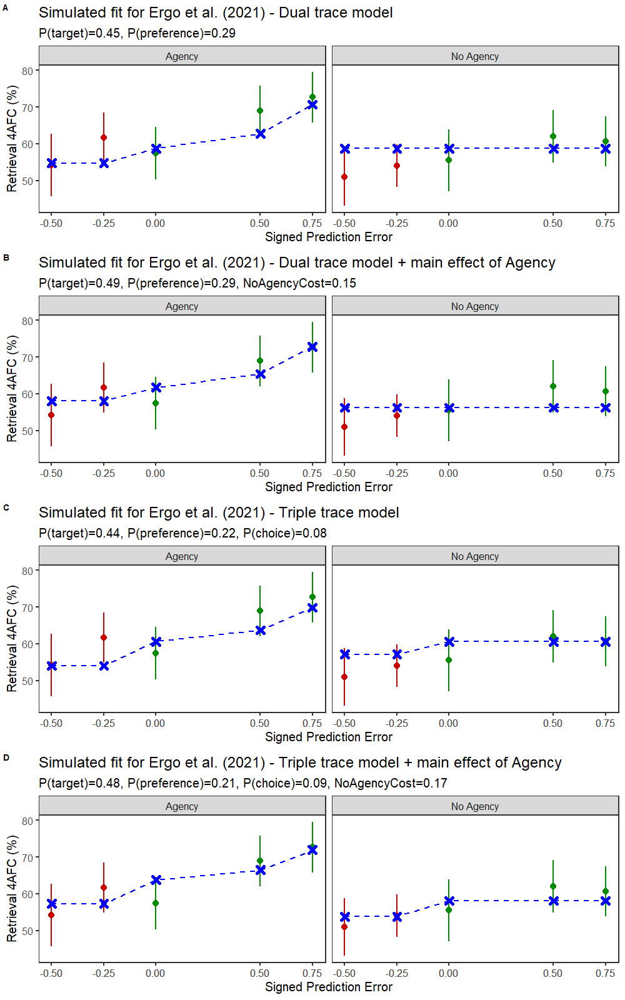 A
Simulated fit for Ergo et al. (2021) - Dual trace model
P(target)=0.45, P(preference)=0.29
Agency
No Agency
Retrieval 4AFC (%)
80
70
60
50
-0.50 -0.25 0.00 0.50 0.75
-0.50 -0.25 0.00 0.50 0.75
Signed Prediction Error
B
Simulated fit for Ergo et al. (2021) - Dual trace model + main effect of Agency
P(target)=0.49, P(preference)=0.29, NoAgencyCost=0.15
Agency
No Agency
Retrieval 4AFC (%)
80
70
60
50
-0.50 -0.25 0.00 0.50 0.75
-0.50 -0.25 0.00 0.50 0.75
Signed Prediction Error
C
Simulated fit for Ergo et al. (2021) - Triple trace model
P(target)=0.44, P(preference)=0.22, P(choice)=0.08
Agency
No Agency
Retrieval 4AFC (%)
80
70
60
50
-0.50 -0.25 0.00 0.50 0.75
-0.50 -0.25 0.00 0.50 0.75
Signed Prediction Error
D
Simulated fit for Ergo et al. (2021) - Triple trace model + main effect of Agency
P(target)=0.48, P(preference)=0.21, P(choice)=0.09, NoAgencyCost=0.17
Agency
No Agency
Retrieval 4AFC (%)
80
70
60
50
-0.50 -0.25 0.00 0.50 0.75
-0.50 -0.25 0.00 0.50 0.75
Signed Prediction Error